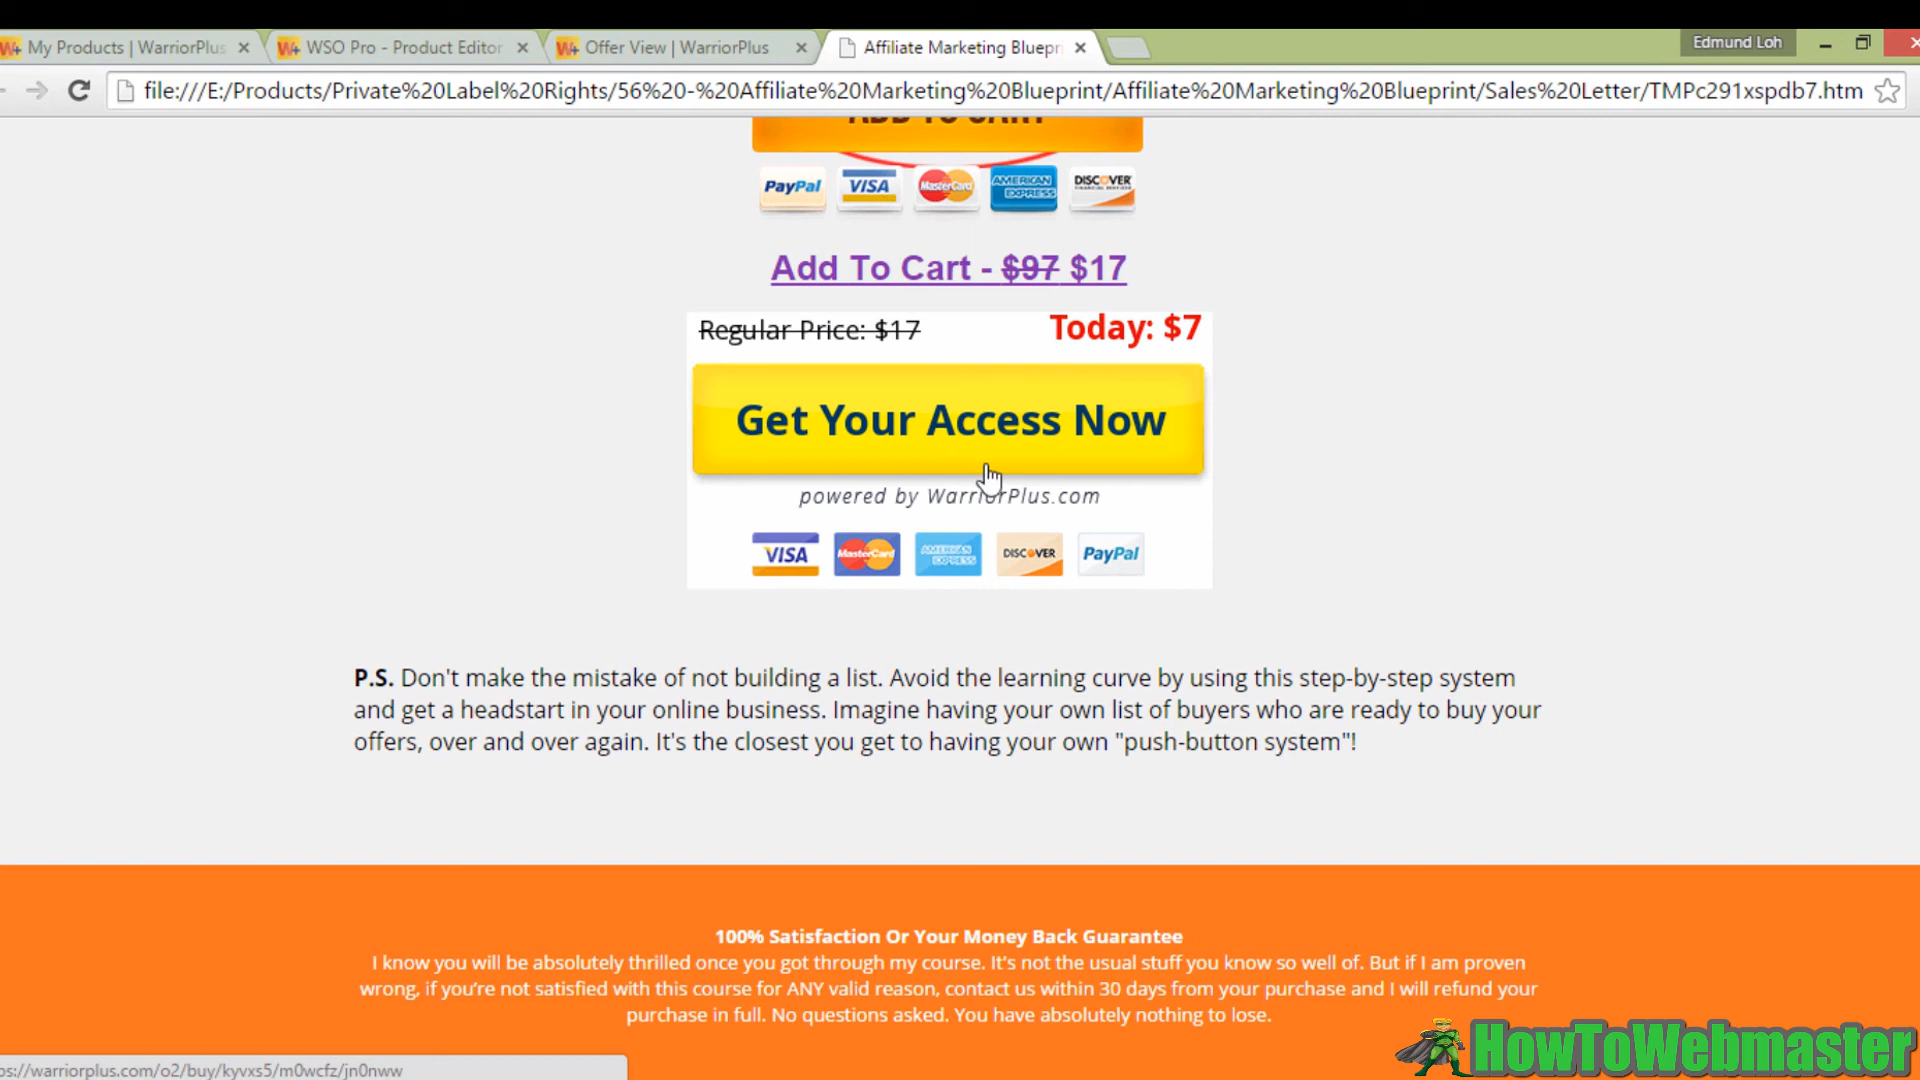 My Products | WarriorPlus
WSO Pro - Product Editor
Offer View | WarriorPlus
Affiliate Marketing Bluepr
Edmund Loh
file:///E:/Products/Private%20Label%20Rights/56%20-%20Affiliate%20Marketing%20Blueprint/Affiliate%20Marketing%20Blueprint/Sales%20Letter/TMPc291xspdb7.htm
ADD TO CART
PayPal VISA MasterCard AMERICAN EXPRESS DISCOVER
Add To Cart - $97 $17
Regular Price: $17 Today: $7
Get Your Access Now
powered by WarriorPlus.com
VISA MasterCard AMERICAN EXPRESS DISCOVER PayPal
P.S. Don't make the mistake of not building a list. Avoid the learning curve by using this step-by-step system
and get a headstart in your online business. Imagine having your own list of buyers who are ready to buy your
offers, over and over again. It's the closest you get to having your own "push-button system"!
100% Satisfaction Or Your Money Back Guarantee
I know you will be absolutely thrilled once you got through my course. It's not the usual stuff you know so well of. But if I am proven
wrong, if you're not satisfied with this course for ANY valid reason, contact us within 30 days from your purchase and I will refund your
purchase in full. No questions asked. You have absolutely nothing to lose.
ps://warriorplus.com/o2/buy/kyvxs5/m0wcfz/jn0nww
HowToWebmaster